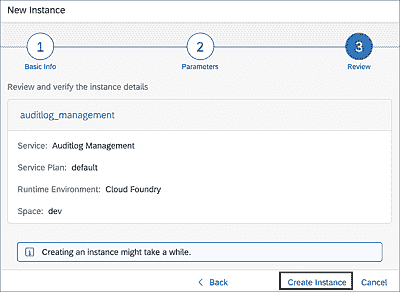 New Instance
1
2
3
Basic Info
Parameters
Review
Review and verify the instance details
auditlog_management
Service: Auditlog Management
Service Plan: default
Runtime Environment: Cloud Foundry
Space: dev
Creating an instance might take a while.
Back
Create Instance
Cancel